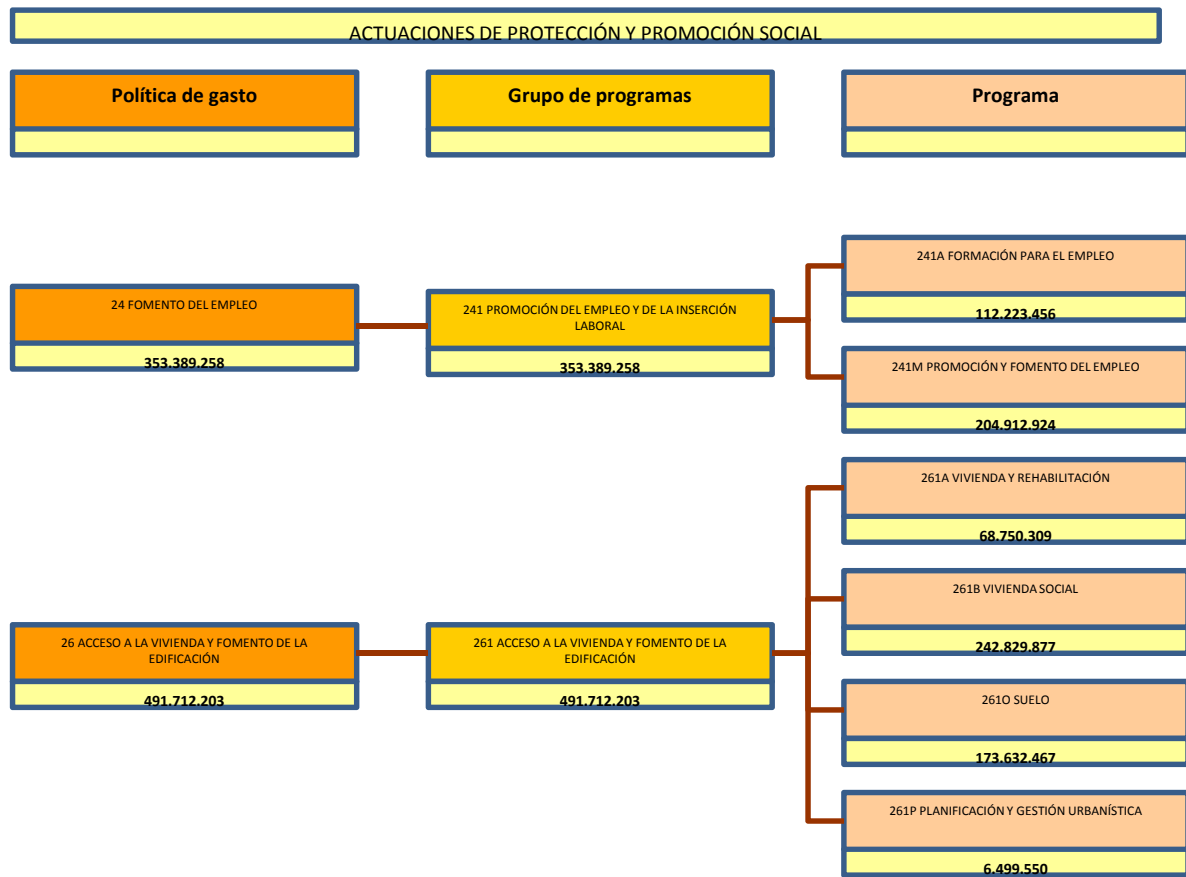 ACTUACIONES DE PROTECCIÓN Y PROMOCIÓN SOCIAL
Política de gasto
Grupo de programas
Programa
24 FOMENTO DEL EMPLEO
353.389.258
241 PROMOCIÓN DEL EMPLEO Y DE LA INSERCIÓN
LABORAL
353.389.258
241A FORMACIÓN PARA EL EMPLEO
112.223.456
241M PROMOCIÓN Y FOMENTO DEL EMPLEO
204.912.924
26 ACCESO A LA VIVIENDA Y FOMENTO DE LA
EDIFICACIÓN
491.712.203
261 ACCESO A LA VIVIENDA Y FOMENTO DE LA
EDIFICACIÓN
491.712.203
261A VIVIENDA Y REHABILITACIÓN
68.750.309
261B VIVIENDA SOCIAL
242.829.877
261O SUELO
173.632.467
261P PLANIFICACIÓN Y GESTIÓN URBANÍSTICA
6.499.550